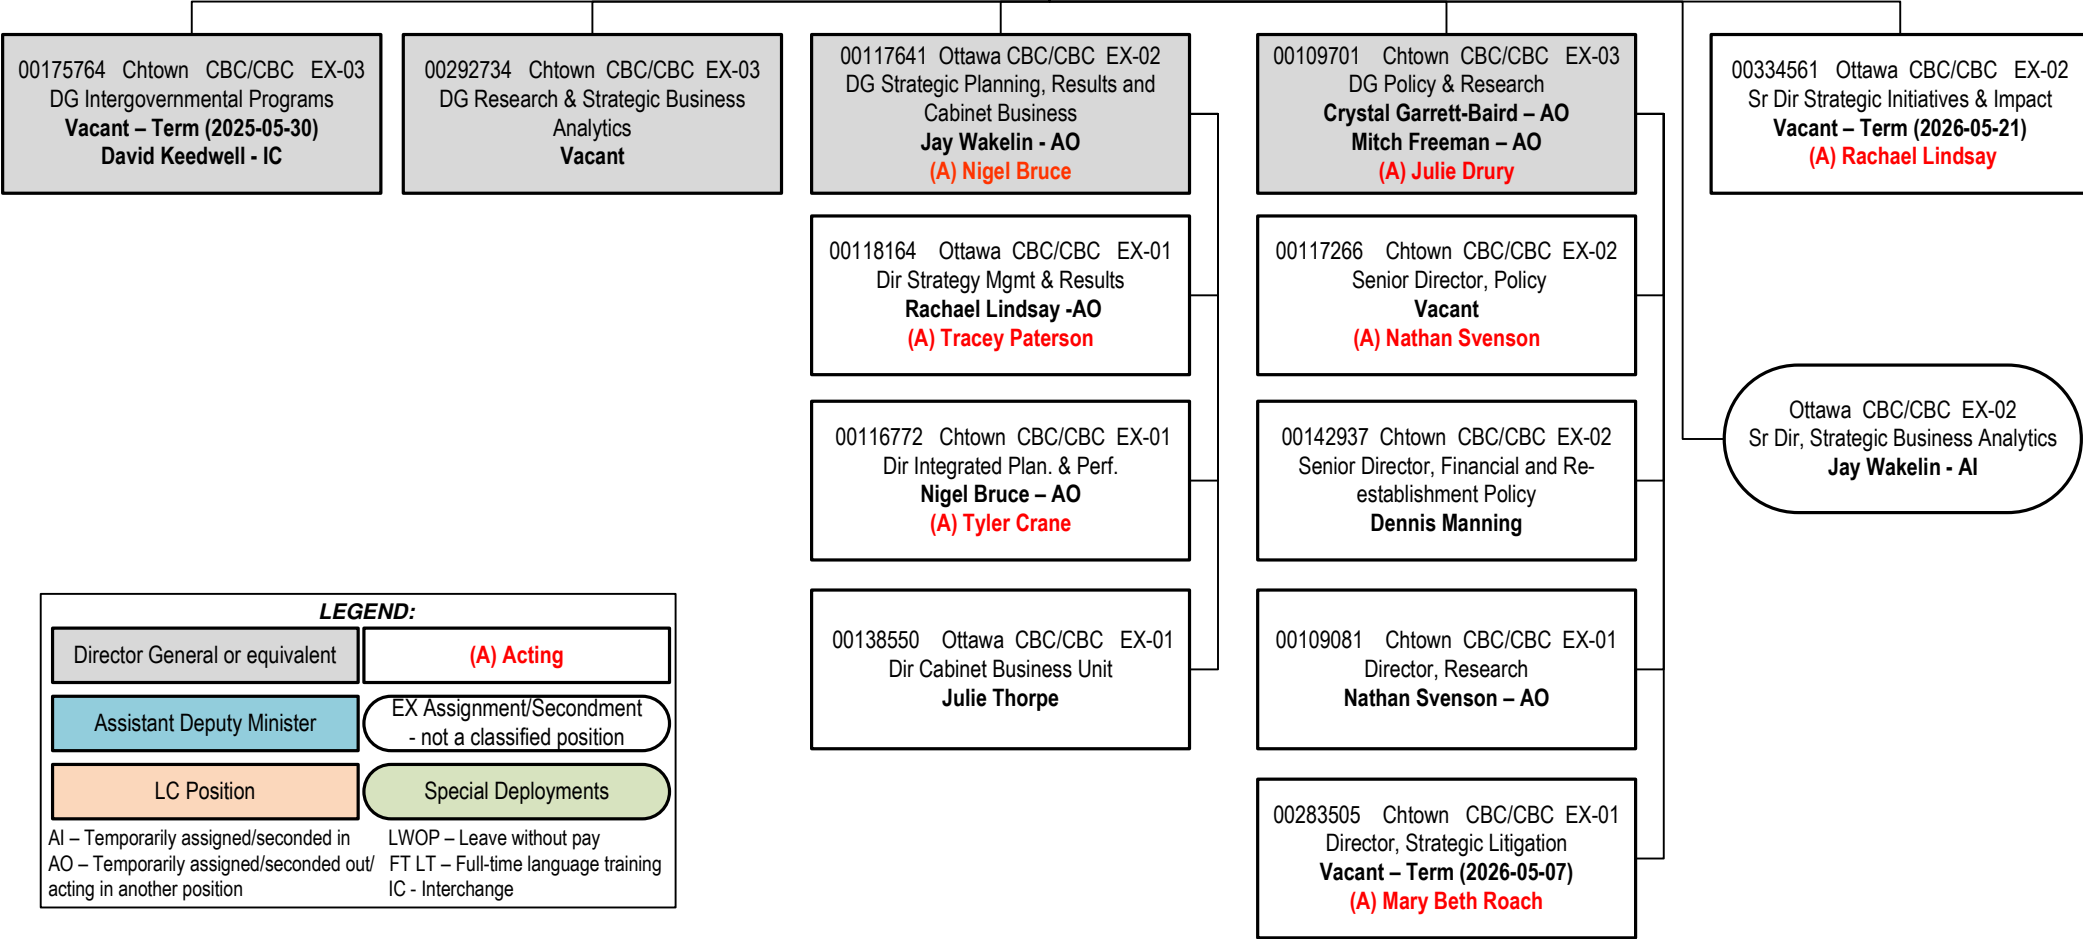 00175764 Chtown CBC/CBC EX-03
DG Intergovernmental Programs
Vacant – Term (2025-05-30)
David Keedwell - IC
00292734 Chtown CBC/CBC EX-03
DG Research & Strategic Business
Analytics
Vacant
00117641 Ottawa CBC/CBC EX-02
DG Strategic Planning, Results and
Cabinet Business
Jay Wakelin - AO
(A) Nigel Bruce
00109701 Chtown CBC/CBC EX-03
DG Policy & Research
Crystal Garrett-Baird – AO
Mitch Freeman – AO
(A) Julie Drury
00334561 Ottawa CBC/CBC EX-02
Sr Dir Strategic Initiatives & Impact
Vacant – Term (2026-05-21)
(A) Rachael Lindsay
00118164 Ottawa CBC/CBC EX-01
Dir Strategy Mgmt & Results
Rachael Lindsay -AO
(A) Tracey Paterson
00117266 Chtown CBC/CBC EX-02
Senior Director, Policy
Vacant
(A) Nathan Svenson
00116772 Chtown CBC/CBC EX-01
Dir Integrated Plan. & Perf.
Nigel Bruce – AO
(A) Tyler Crane
00142937 Chtown CBC/CBC EX-02
Senior Director, Financial and Re-
establishment Policy
Dennis Manning
Ottawa CBC/CBC EX-02
Sr Dir, Strategic Business Analytics
Jay Wakelin - AI
00138550 Ottawa CBC/CBC EX-01
Dir Cabinet Business Unit
Julie Thorpe
00109081 Chtown CBC/CBC EX-01
Director, Research
Nathan Svenson – AO
00283505 Chtown CBC/CBC EX-01
Director, Strategic Litigation
Vacant – Term (2026-05-07)
(A) Mary Beth Roach
LEGEND:
Director General or equivalent
(A) Acting
Assistant Deputy Minister
EX Assignment/Secondment
- not a classified position
LC Position
Special Deployments
AI – Temporarily assigned/seconded in
AO – Temporarily assigned/seconded out/
acting in another position
LWOP – Leave without pay
FT LT – Full-time language training
IC - Interchange